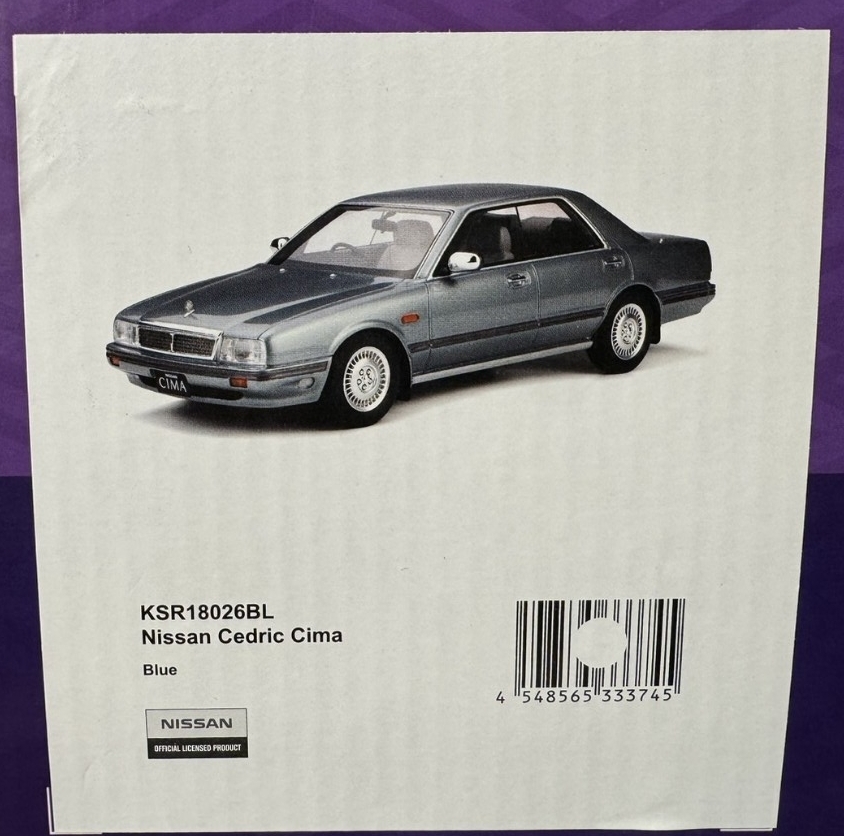 CIMA
KSR18026BL
Nissan Cedric Cima
Blue
NISSAN
OFFICIAL LICENSED PRODUCT
4 548565 333745